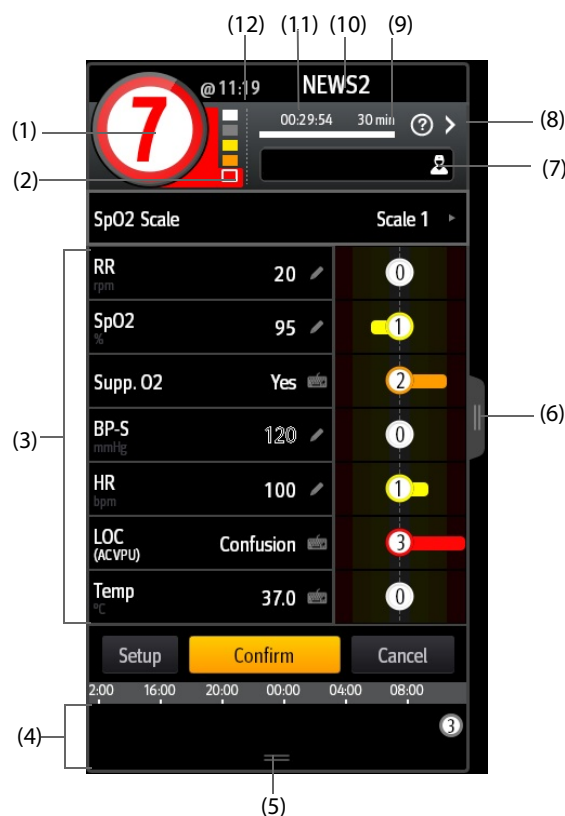 (12) (11) (10) (9)
@ 11:19 NEWS2
7
00:29:54 30 min ? (8)
(1)
(7)
(2)
SpO2 Scale Scale 1
RR 20 0
rpm
SpO2 95 1
%
Supp. O2 Yes 2
(3)
(6)
BP-S 120 0
mmHg
HR 100 1
bpm
LOC Confusion 3
(ACVPU)
Temp 37.0 0
°C
Setup Confirm Cancel
2:00 16:00 20:00 00:00 04:00 08:00
3
(4)
(5)